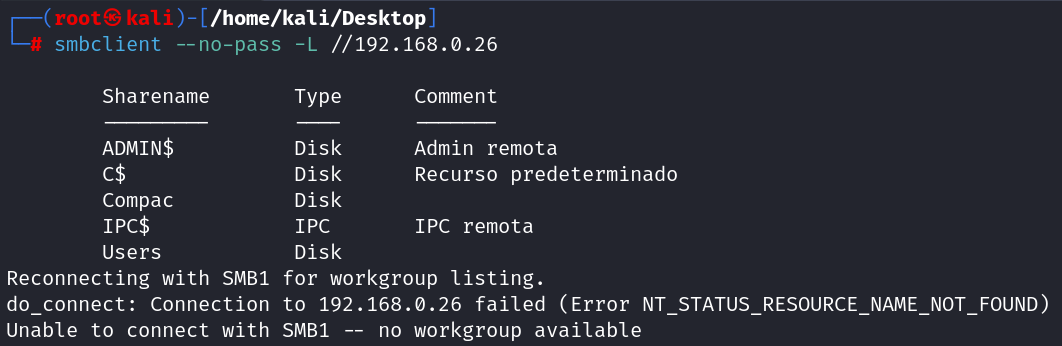 ┌──(root㉿kali)-[/home/kali/Desktop]
└─# smbclient --no-pass -L //192.168.0.26
Sharename Type Comment
--------- ---- -------
ADMIN$ Disk Admin remota
C$ Disk Recurso predeterminado
Compac Disk
IPC$ IPC IPC remota
Users Disk
Reconnecting with SMB1 for workgroup listing.
do_connect: Connection to 192.168.0.26 failed (Error NT_STATUS_RESOURCE_NAME_NOT_FOUND)
Unable to connect with SMB1 -- no workgroup available